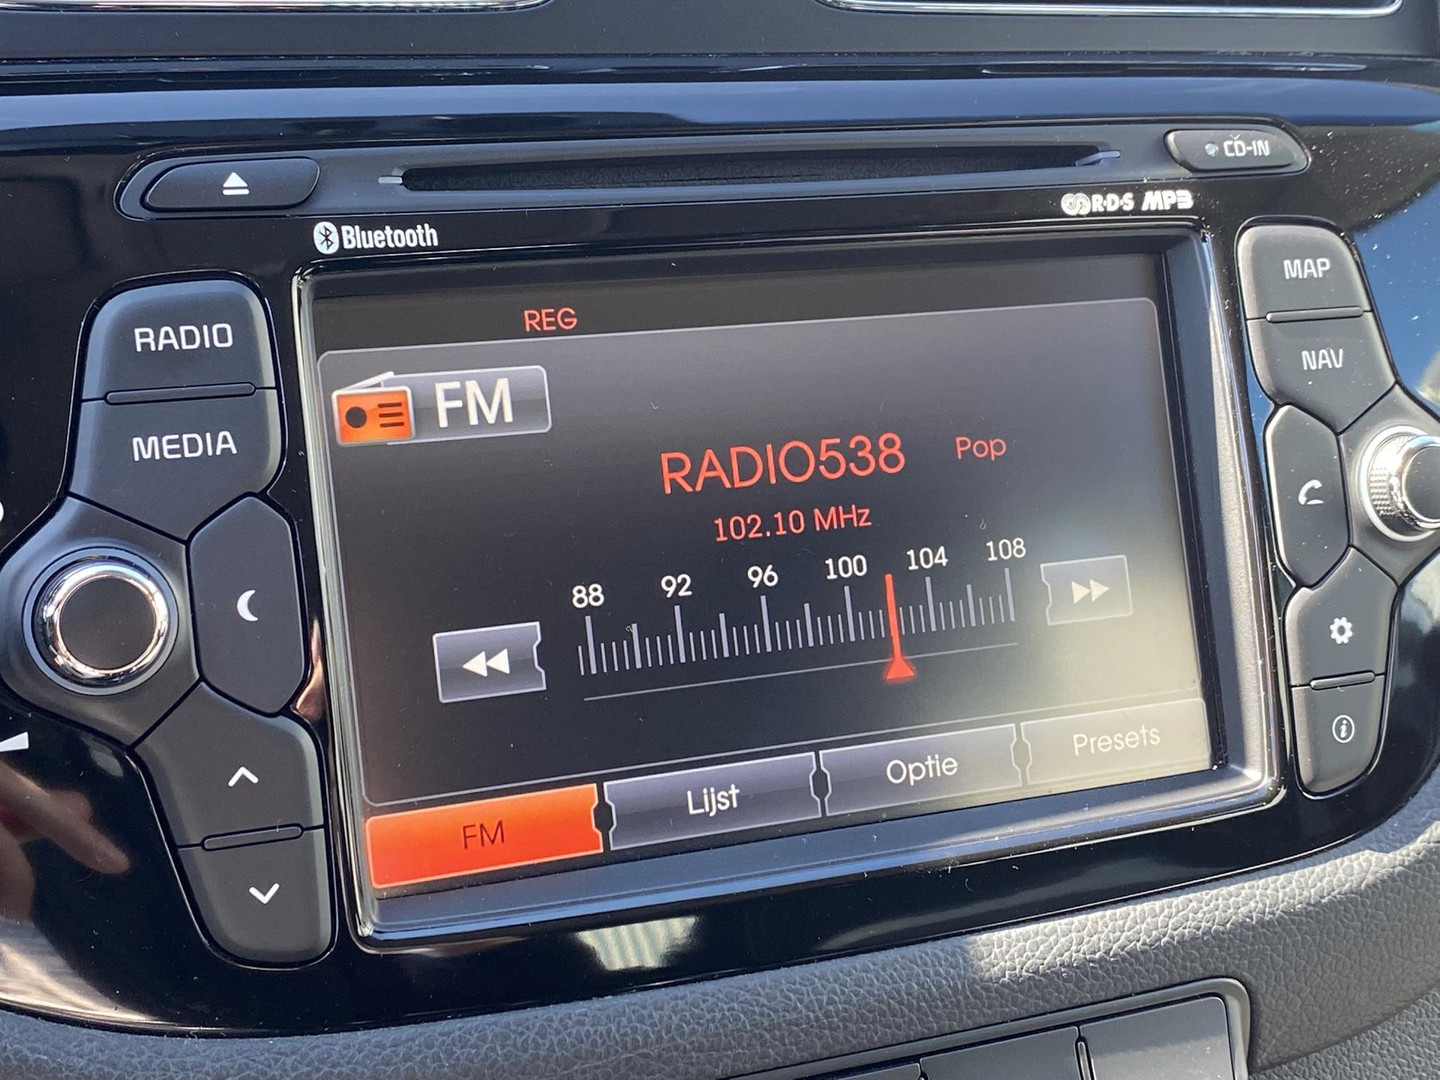 CD-IN
R·D·S MP3
Bluetooth
RADIO
MEDIA
MAP
NAV
REG
FM
RADIO538 Pop
102.10 MHz
88 92 96 100 104 108
FM Lijst Optie Presets